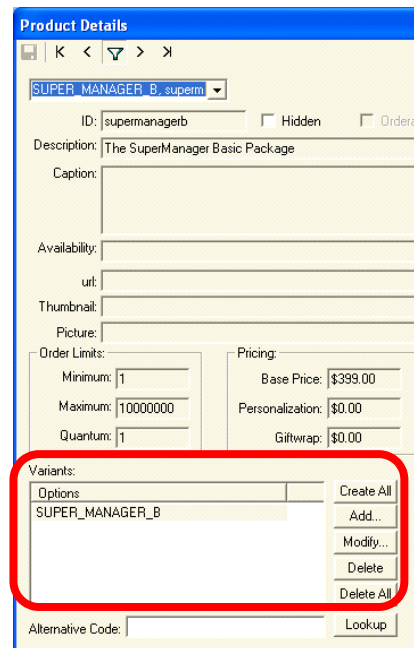 Product Details
SUPER_MANAGER_B, superm
ID: supermanagerb Hidden Ordera
Description: The SuperManager Basic Package
Caption:
Availability:
url:
Thumbnail:
Picture:
Order Limits: Pricing:
Minimum: 1 Base Price: $399.00
Maximum: 10000000 Personalization: $0.00
Quantum: 1 Giftwrap: $0.00
Variants:
Options Create All
SUPER_MANAGER_B Add...
Modify...
Delete
Delete All
Alternative Code: Lookup